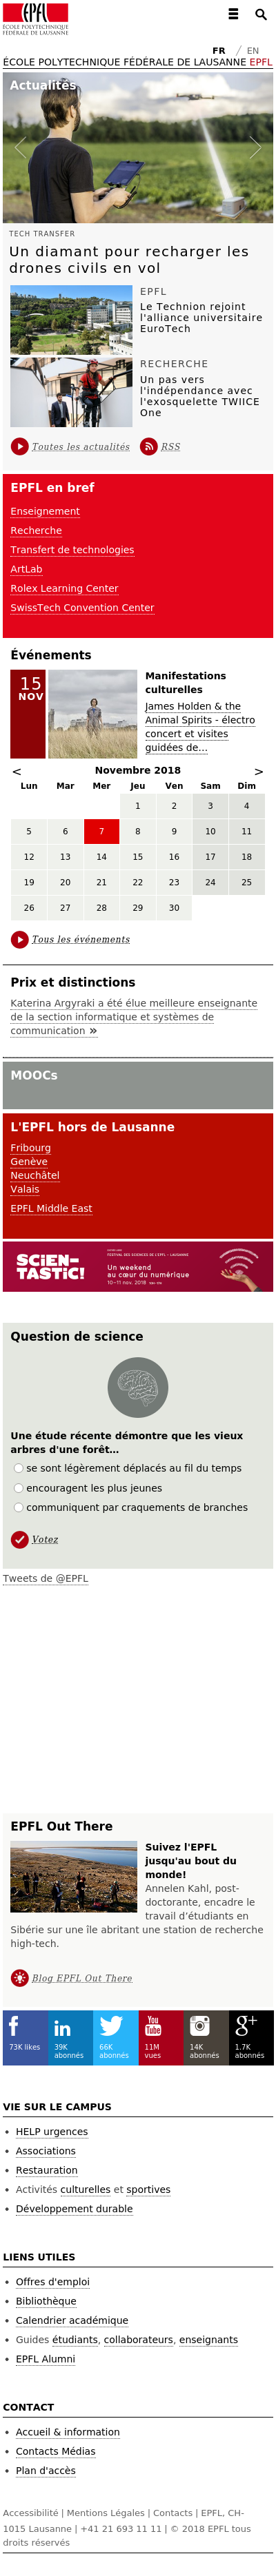 EPFL
ÉCOLE POLYTECHNIQUE
FÉDÉRALE DE LAUSANNE
FR / EN
ÉCOLE POLYTECHNIQUE FÉDÉRALE DE LAUSANNE EPFL
Actualités
TECH TRANSFER
Un diamant pour recharger les
drones civils en vol
EPFL
Le Technion rejoint
l'alliance universitaire
EuroTech
RECHERCHE
Un pas vers
l'indépendance avec
l'exosquelette TWIICE
One
Toutes les actualités
RSS
EPFL en bref
Enseignement
Recherche
Transfert de technologies
ArtLab
Rolex Learning Center
SwissTech Convention Center
Événements
15
NOV
Manifestations
culturelles
James Holden & the
Animal Spirits - électro
concert et visites
guidées de...
< Novembre 2018 >
Lun Mar Mer Jeu Ven Sam Dim
1 2 3 4
5 6 7 8 9 10 11
12 13 14 15 16 17 18
19 20 21 22 23 24 25
26 27 28 29 30
Tous les événements
Prix et distinctions
Katerina Argyraki a été élue meilleure enseignante
de la section informatique et systèmes de
communication »
MOOCs
L'EPFL hors de Lausanne
Fribourg
Genève
Neuchâtel
Valais
EPFL Middle East
SCIEN-
TASTIC!
FESTIVAL DES SCIENCES DE L'EPFL – LAUSANNE
Un weekend
au cœur du numérique
10–11 nov. 2018
Question de science
Une étude récente démontre que les vieux
arbres d'une forêt…
se sont légèrement déplacés au fil du temps
encouragent les plus jeunes
communiquent par craquements de branches
Votez
Tweets de @EPFL
EPFL Out There
Suivez l'EPFL
jusqu'au bout du
monde!
Annelen Kahl, post-
doctorante, encadre le
travail d'étudiants en
Sibérie sur une île abritant une station de recherche
high-tech.
Blog EPFL Out There
73K likes
39K
abonnés
66K
abonnés
You
Tube
11M
vues
14K
abonnés
g+
1.7K
abonnés
VIE SUR LE CAMPUS
HELP urgences
Associations
Restauration
Activités culturelles et sportives
Développement durable
LIENS UTILES
Offres d'emploi
Bibliothèque
Calendrier académique
Guides étudiants, collaborateurs, enseignants
EPFL Alumni
CONTACT
Accueil & information
Contacts Médias
Plan d'accès
Accessibilité | Mentions Légales | Contacts | EPFL, CH-
1015 Lausanne | +41 21 693 11 11 | © 2018 EPFL tous
droits réservés